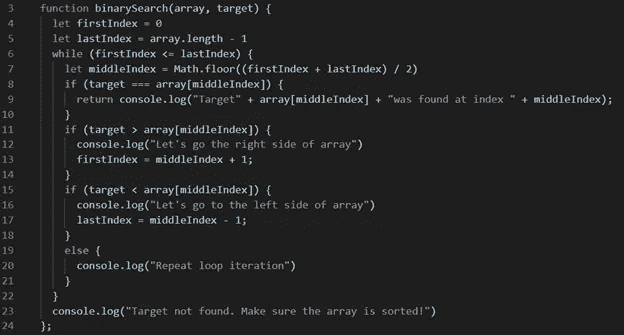 3 function binarySearch(array, target) {
4 let firstIndex = 0
5 let lastIndex = array.length - 1
6 while (firstIndex <= lastIndex) {
7 let middleIndex = Math.floor((firstIndex + lastIndex) / 2)
8 if (target === array[middleIndex]) {
9 return console.log("Target" + array[middleIndex] + "was found at index " + middleIndex);
10 }
11 if (target > array[middleIndex]) {
12 console.log("Let's go the right side of array")
13 firstIndex = middleIndex + 1;
14 }
15 if (target < array[middleIndex]) {
16 console.log("Let's go to the left side of array")
17 lastIndex = middleIndex - 1;
18 }
19 else {
20 console.log("Repeat loop iteration")
21 }
22 }
23 console.log("Target not found. Make sure the array is sorted!")
24 };